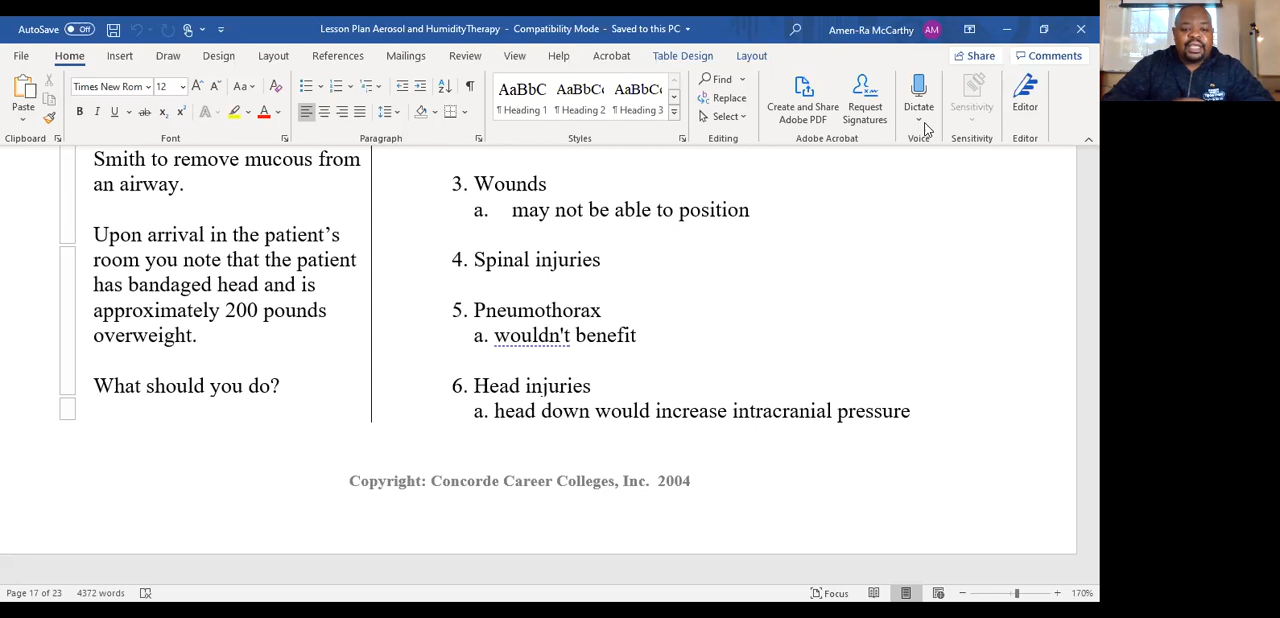 AutoSave Off
Lesson Plan Aerosol and HumidityTherapy - Compatibility Mode - Saved to this PC
Amen-Ra McCarthy AM
File Home Insert Draw Design Layout References Mailings Review View Help Acrobat Table Design Layout
Share Comments
Times New Rom 12 Aa
AaBbC AaBbCc AaBbCc
Find
Replace
Select
Paste
Heading 1 Heading 2 Heading 3
Create and Share Adobe PDF
Request Signatures
Dictate
Sensitivity
Editor
Clipboard Font Paragraph Styles Editing Adobe Acrobat Voice Sensitivity Editor
Smith to remove mucous from
an airway.
Upon arrival in the patient's
room you note that the patient
has bandaged head and is
approximately 200 pounds
overweight.
What should you do?
3. Wounds
a. may not be able to position
4. Spinal injuries
5. Pneumothorax
a. wouldn't benefit
6. Head injuries
a. head down would increase intracranial pressure
Copyright: Concorde Career Colleges, Inc. 2004
Page 17 of 23 4372 words
Focus
170%